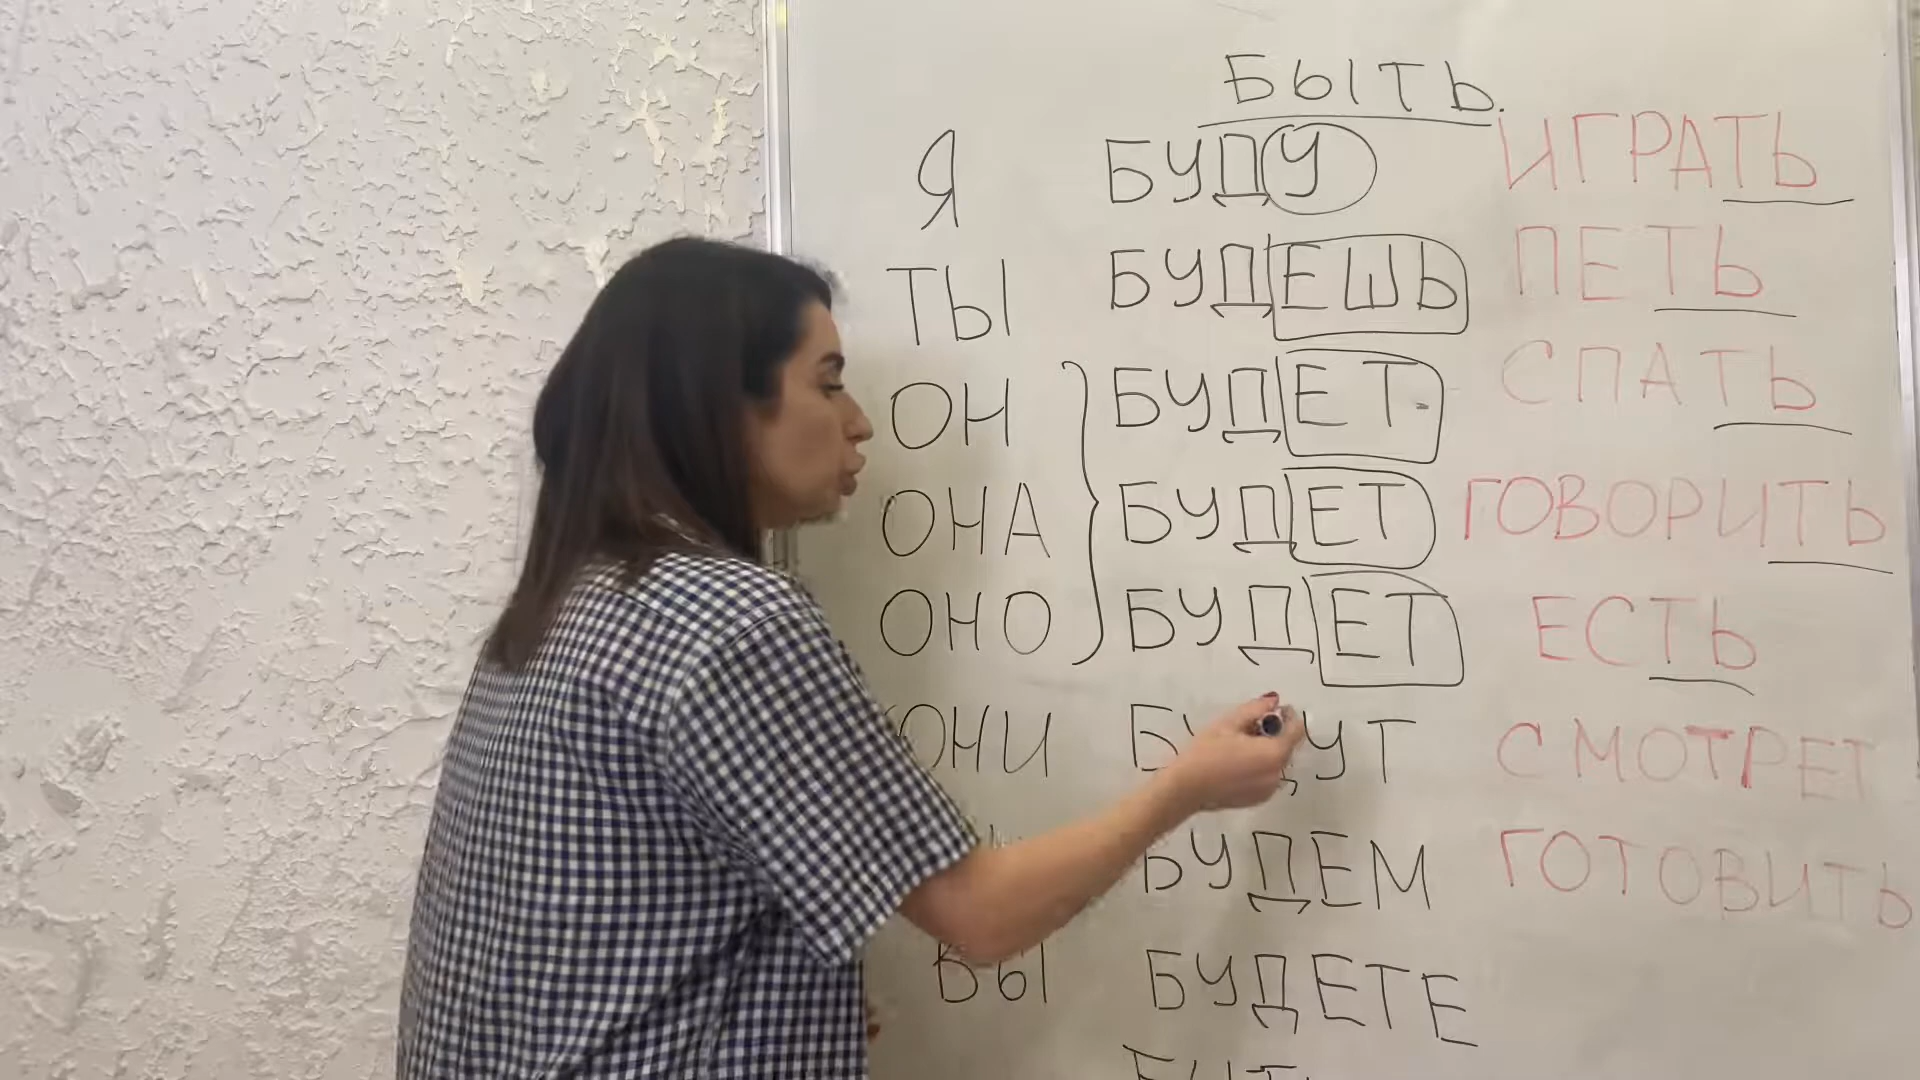 БЫТЬ.
Я БУДУ ИГРАТЬ
ТЫ БУДЕШЬ ПЕТЬ
ОН БУДЕТ СПАТЬ
ОНА БУДЕТ ГОВОРИТЬ
ОНО БУДЕТ ЕСТЬ
ОНИ БУДУТ СМОТРЕТ
БУДЕМ ГОТОВИТЬ
ВЫ БУДЕТЕ